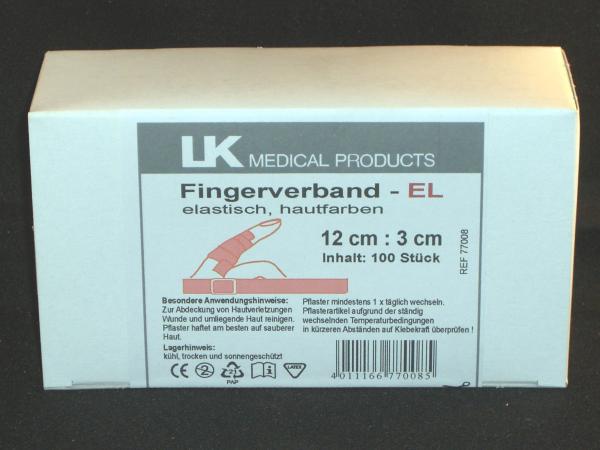 LK MEDICAL PRODUCTS
Fingerverband - EL
elastisch, hautfarben
12 cm : 3 cm
Inhalt: 100 Stück
REF 77008
Besondere Anwendungshinweise:
Zur Abdeckung von Hautverletzungen
Wunde und umliegende Haut reinigen.
Pflaster haftet am besten auf sauberer
Haut.
Lagerhinweis:
kühl, trocken und sonnengeschützt
Pflaster mindestens 1 x täglich wechseln.
Pflasterartikel aufgrund der ständig
wechselnden Temperaturbedingungen
in kürzeren Abständen auf Klebekraft überprüfen !
CE 2 21 PAP i LATEX
4 011166 770085